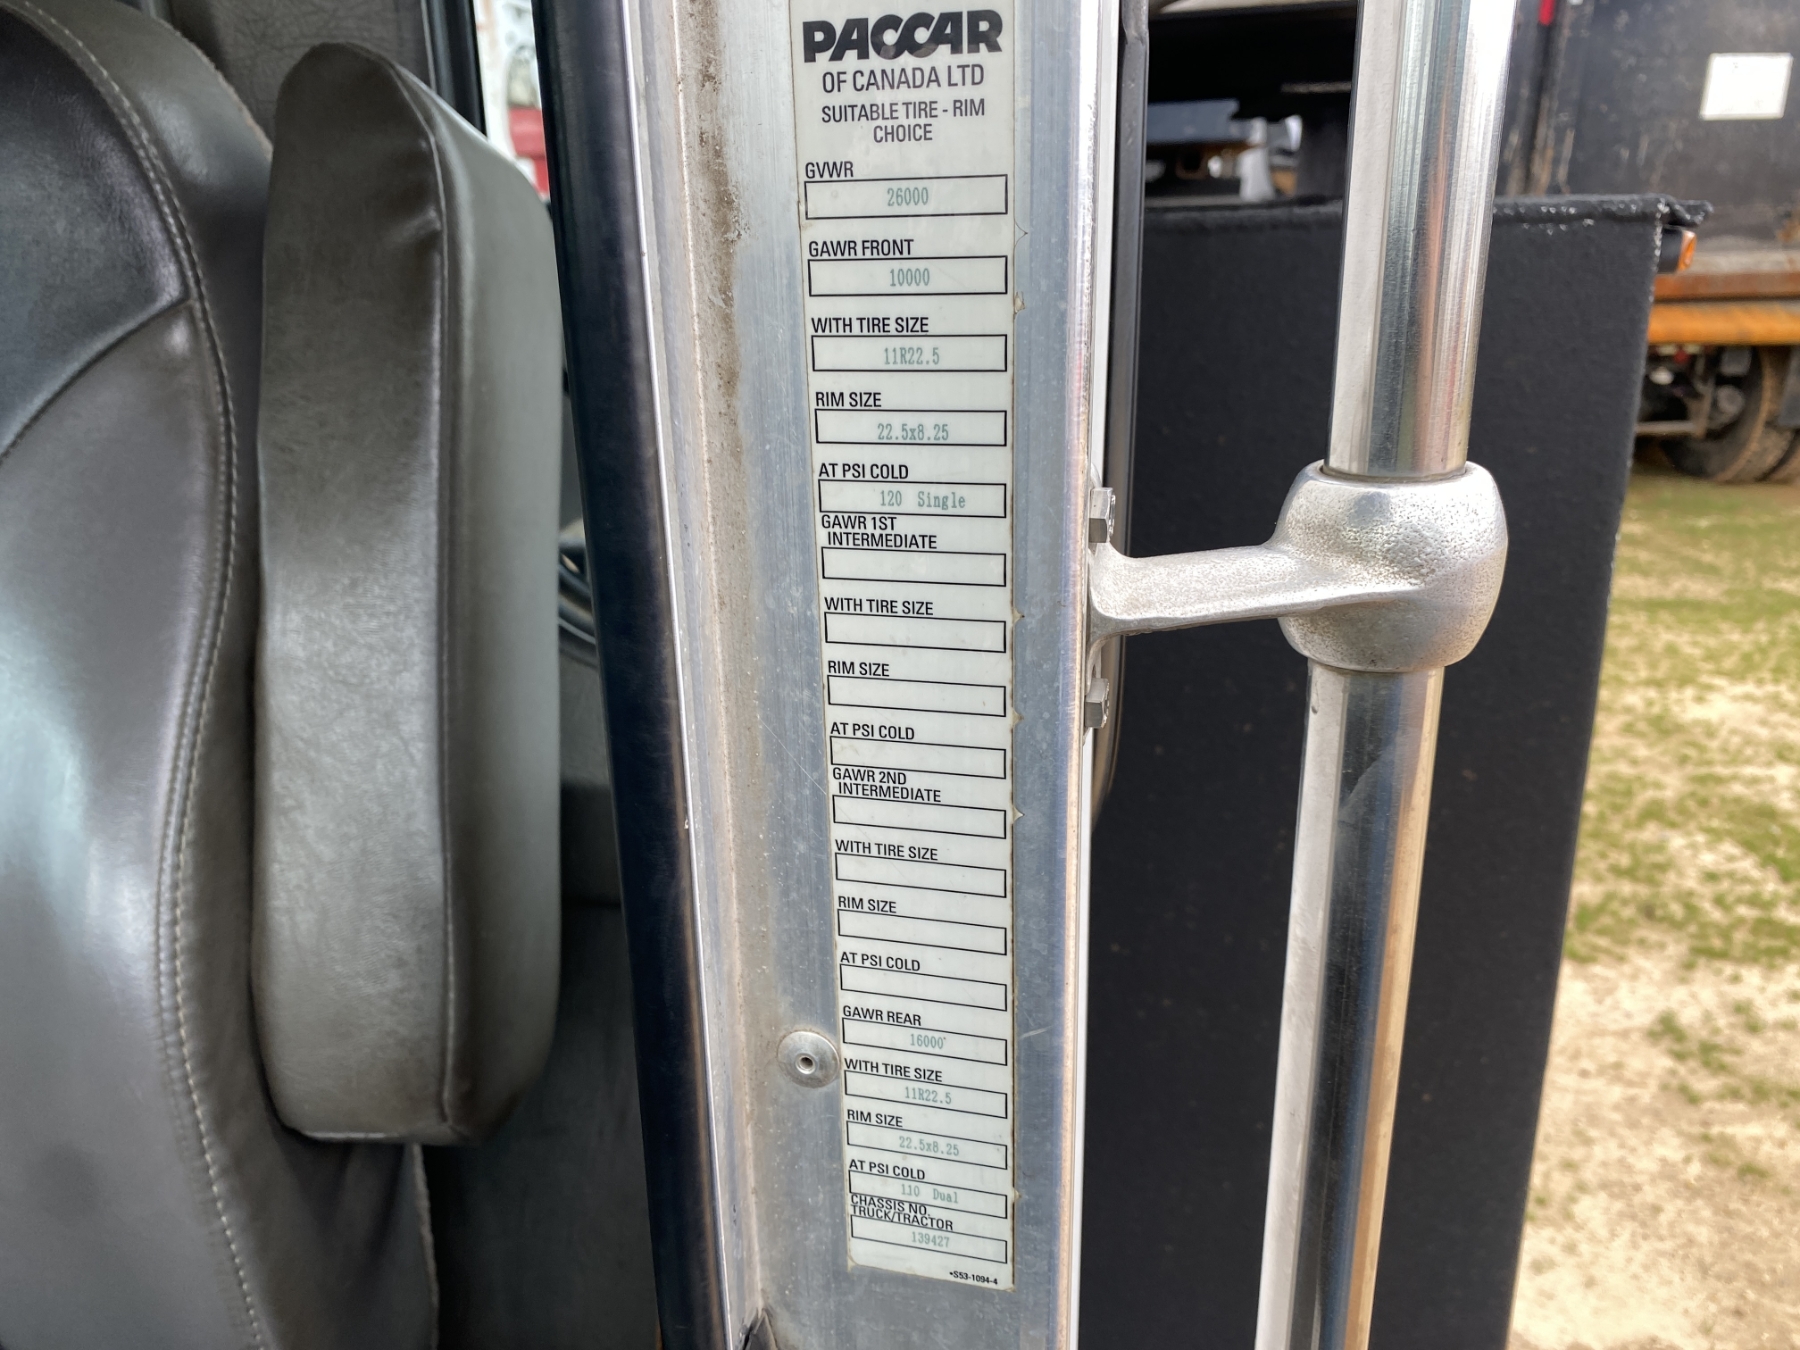 PACCAR
OF CANADA LTD
SUITABLE TIRE - RIM
CHOICE
GVWR
26000
GAWR FRONT
10000
WITH TIRE SIZE
11R22.5
RIM SIZE
22.5x8.25
AT PSI COLD
120 Single
GAWR 1ST
INTERMEDIATE
WITH TIRE SIZE
RIM SIZE
AT PSI COLD
GAWR 2ND
INTERMEDIATE
WITH TIRE SIZE
RIM SIZE
AT PSI COLD
GAWR REAR
16000
WITH TIRE SIZE
11R22.5
RIM SIZE
22.5x8.25
AT PSI COLD
110 Dual
CHASSIS NO.
TRUCK/TRACTOR
139427
*S53-1094-4